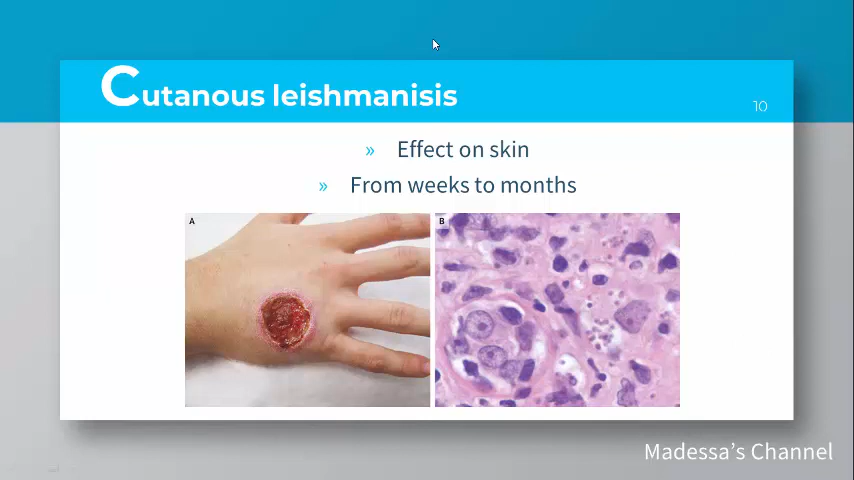 Cutanous leishmanisis
10
» Effect on skin
» From weeks to months
A
B
Madessa's Channel